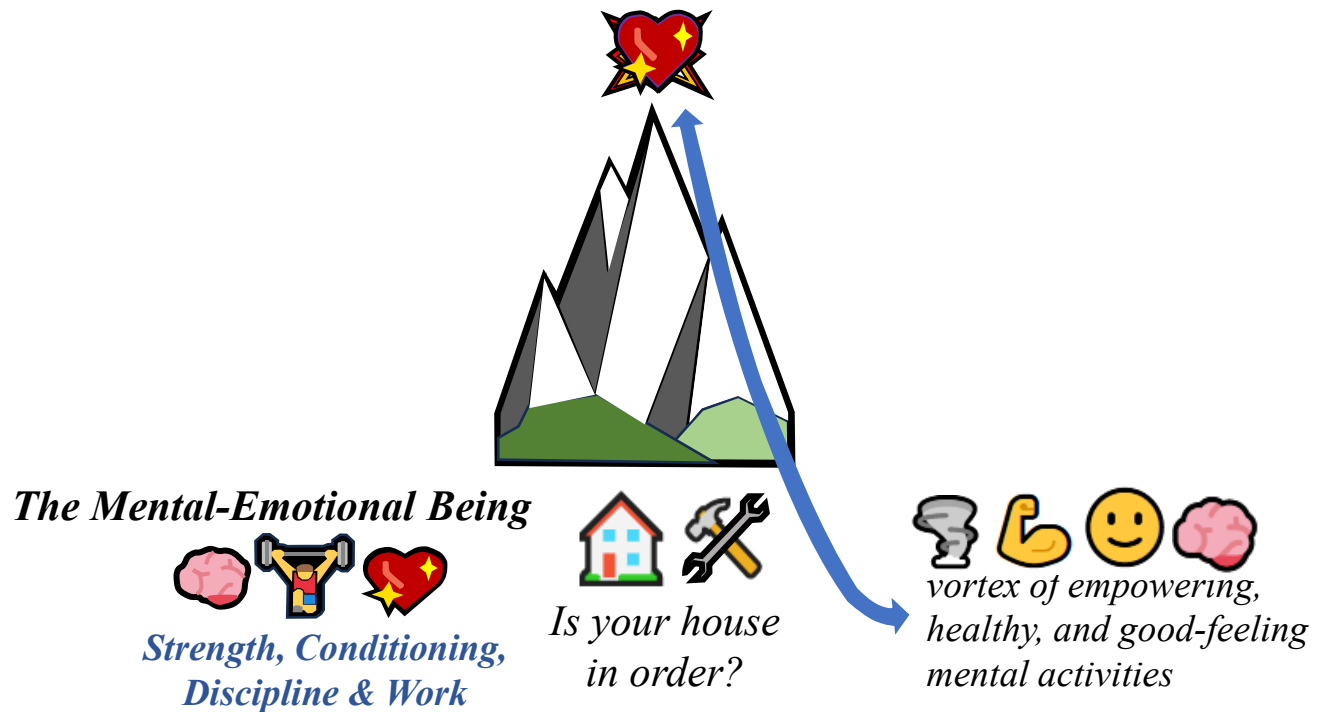 The Mental-Emotional Being
Strength, Conditioning,
Discipline & Work
Is your house
in order?
vortex of empowering,
healthy, and good-feeling
mental activities